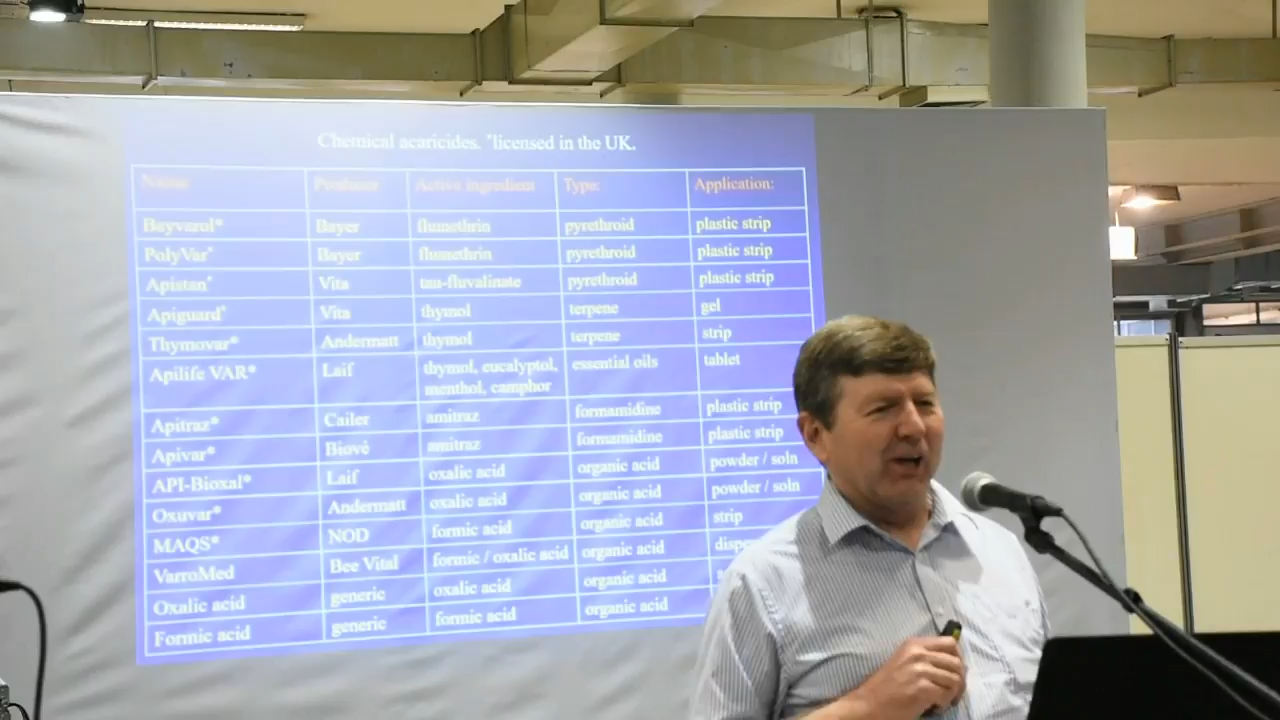 Chemical acaricides. *licensed in the UK.
Name Producer Active ingredient Type: Application:
Bayvarol* Bayer flumethrin pyrethroid plastic strip
PolyVar* Bayer flumethrin pyrethroid plastic strip
Apistan* Vita tau-fluvalinate pyrethroid plastic strip
Apiguard* Vita thymol terpene gel
Thymovar* Andermatt thymol terpene strip
Apilife VAR* Laif thymol, eucalyptol, essential oils tablet
menthol, camphor
Apitraz* Cailer amitraz formamidine plastic strip
Apivar* Biové amitraz formamidine plastic strip
API-Bioxal* Laif oxalic acid organic acid powder / soln
Oxuvar* Andermatt oxalic acid organic acid powder / soln
MAQS* NOD formic acid organic acid strip
VarroMed Bee Vital formic / oxalic acid organic acid
Oxalic acid generic oxalic acid organic acid
Formic acid generic formic acid organic acid